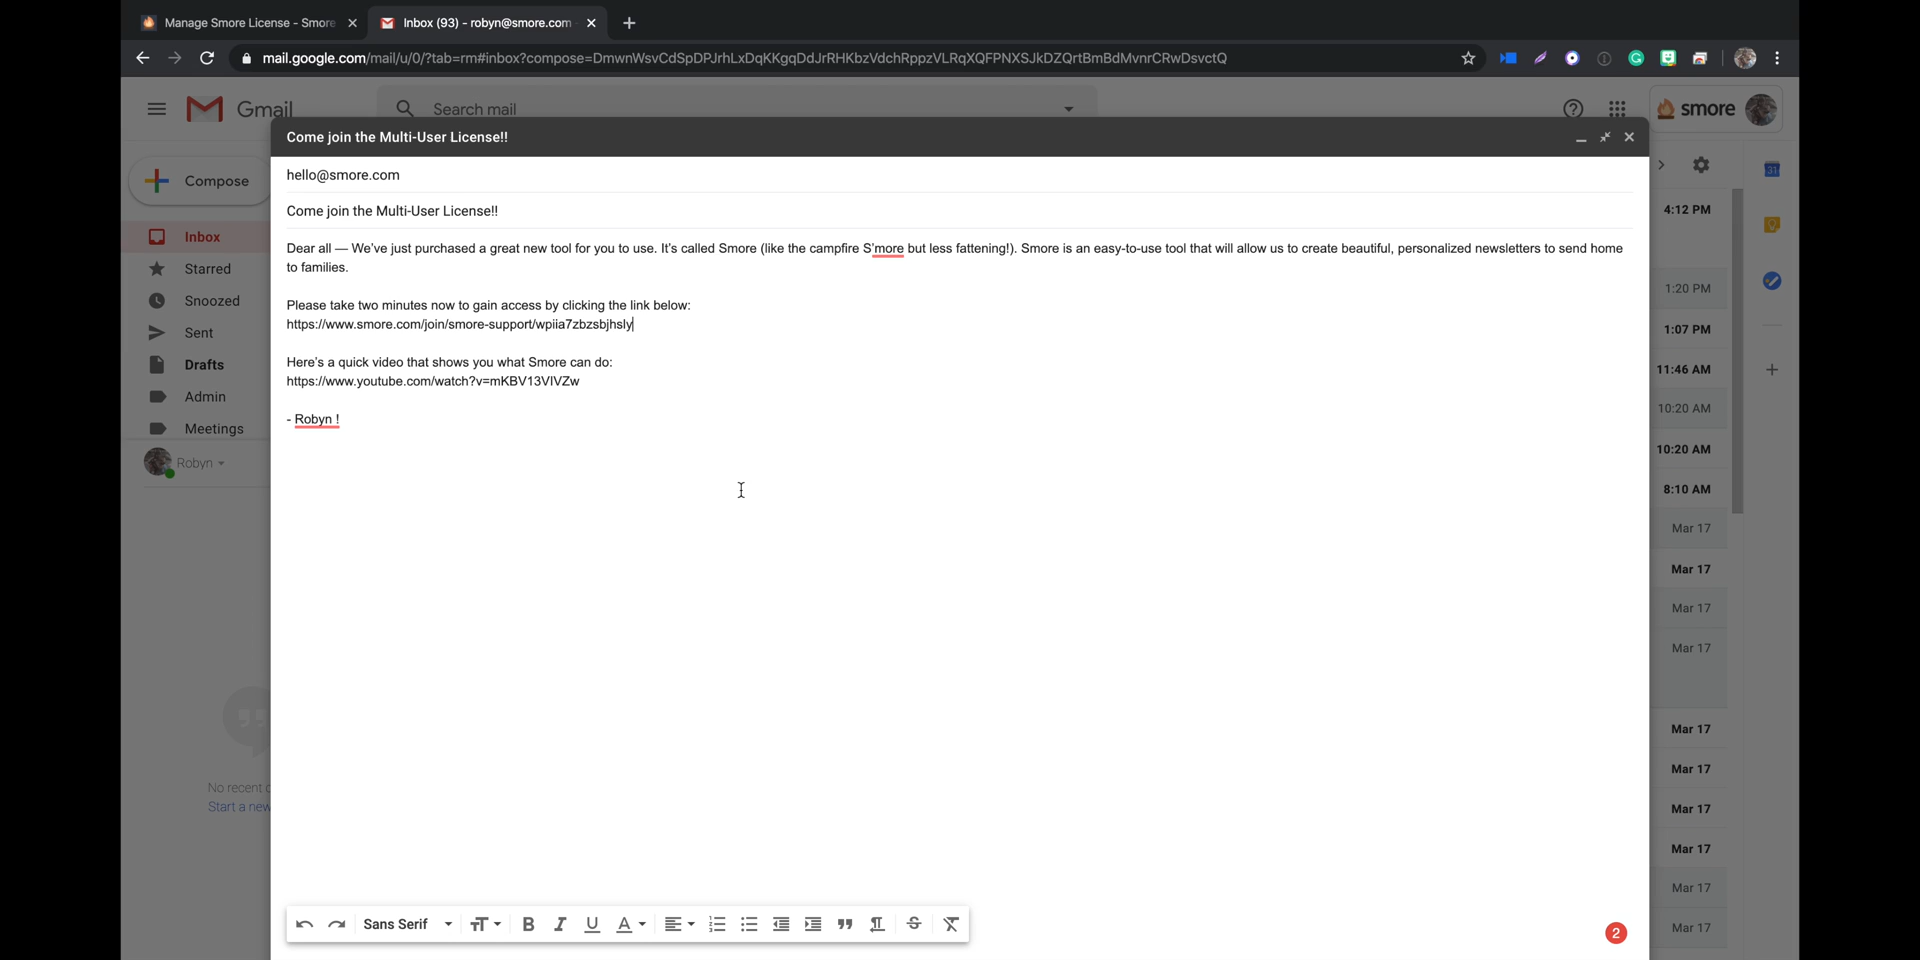 Manage Smore License - Smore
Inbox (93) - robyn@smore.com
mail.google.com/mail/u/0/?tab=rm#inbox?compose=DmwnWsvCdSpDPJrhLxDqKKgqDdJrRHKbzVdchRppzVLRqXQFPNXSJkDZQrtBmBdMvnrCRwDsvctQ
Gmail
Search mail
smore
Come join the Multi-User License!!
hello@smore.com
Come join the Multi-User License!!
Dear all — We've just purchased a great new tool for you to use. It's called Smore (like the campfire S'more but less fattening!). Smore is an easy-to-use tool that will allow us to create beautiful, personalized newsletters to send home
to families.
Please take two minutes now to gain access by clicking the link below:
https://www.smore.com/join/smore-support/wpiia7zbzsbjhsly
Here's a quick video that shows you what Smore can do:
https://www.youtube.com/watch?v=mKBV13VIVZw
- Robyn !
Compose
Inbox
Starred
Snoozed
Sent
Drafts
Admin
Meetings
Robyn
No recent
Start a new
Sans Serif
2
31
4:12 PM
1:20 PM
1:07 PM
11:46 AM
10:20 AM
10:20 AM
8:10 AM
Mar 17
Mar 17
Mar 17
Mar 17
Mar 17
Mar 17
Mar 17
Mar 17
Mar 17
Mar 17